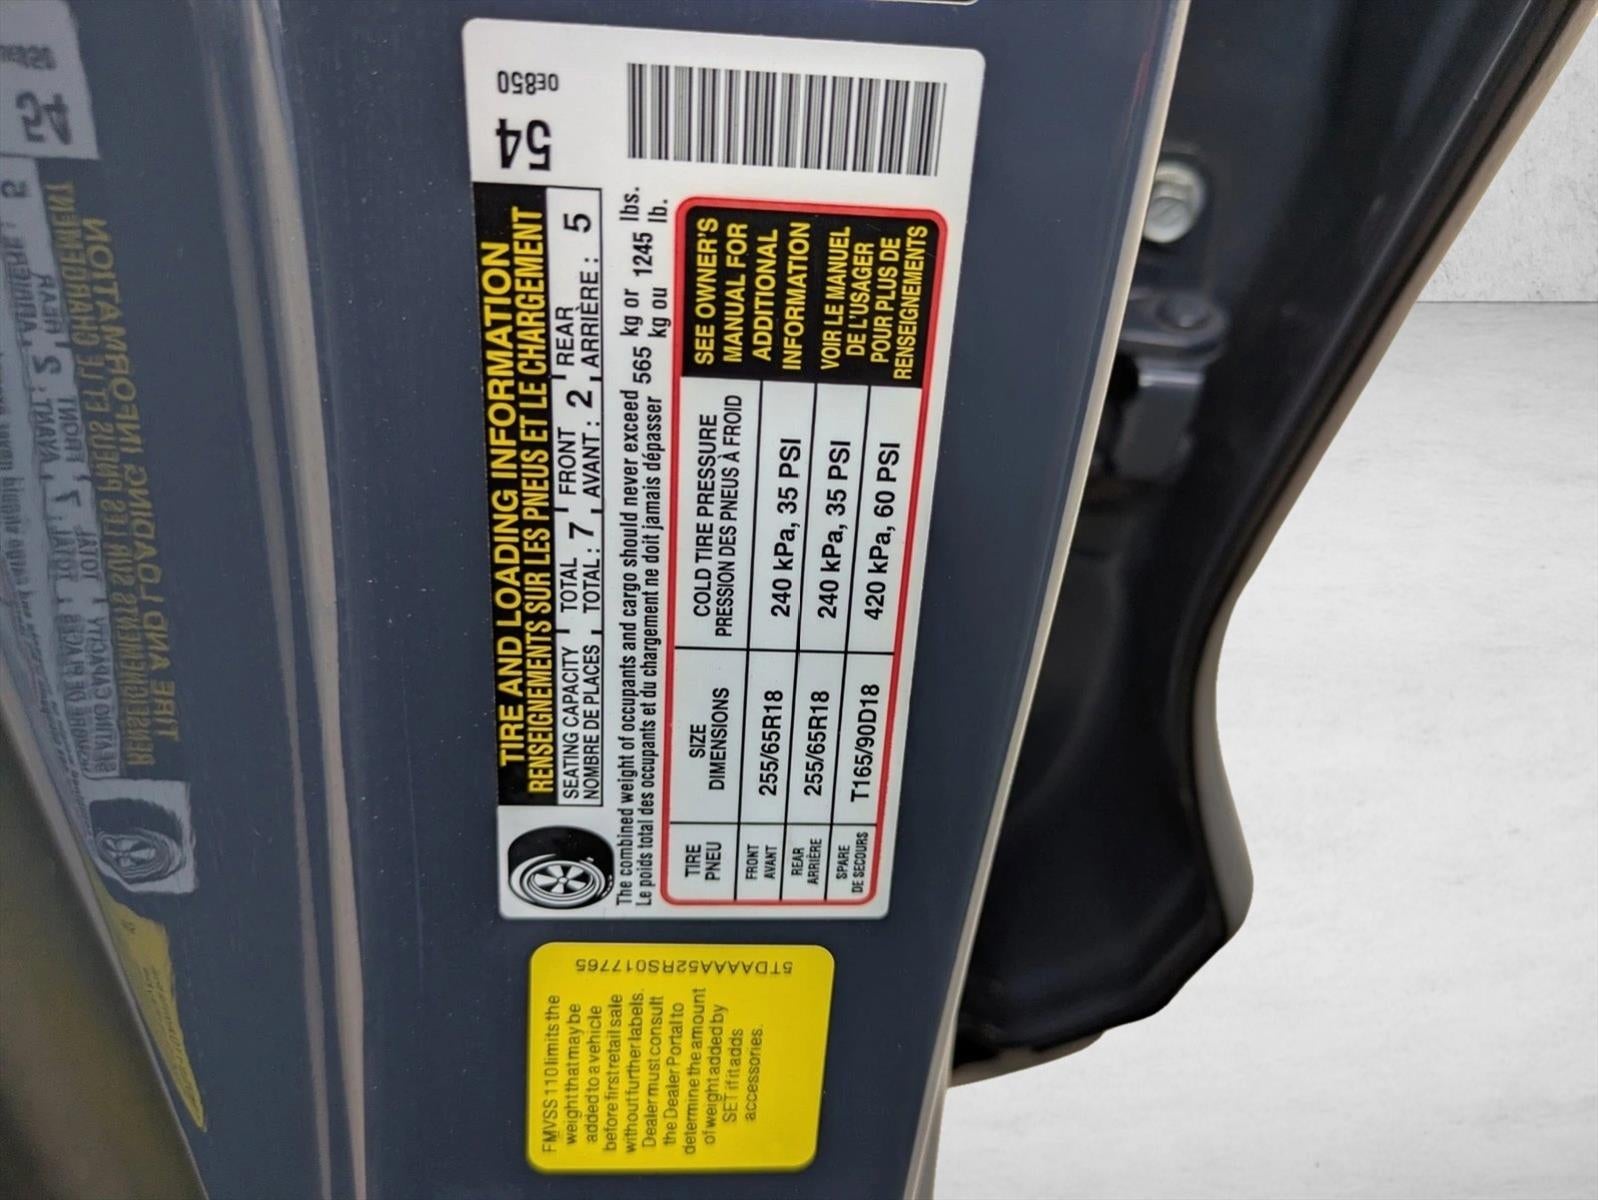 54
0E850
TIRE AND LOADING INFORMATION
RENSEIGNEMENTS SUR LES PNEUS ET LE CHARGEMENT
SEATING CAPACITY TOTAL FRONT REAR
NOMBRE DE PLACES TOTAL : 7 AVANT : 2 ARRIÈRE : 5
The combined weight of occupants and cargo should never exceed 565 kg or 1245 lbs.
Le poids total des occupants et du chargement ne doit jamais dépasser kg ou lb.
TIRE
PNEU
SIZE
DIMENSIONS
COLD TIRE PRESSURE
PRESSION DES PNEUS À FROID
FRONT
AVANT
255/65R18
240 kPa, 35 PSI
REAR
ARRIÈRE
255/65R18
240 kPa, 35 PSI
SPARE
DE SECOURS
T165/90D18
420 kPa, 60 PSI
SEE OWNER'S
MANUAL FOR
ADDITIONAL
INFORMATION
VOIR LE MANUEL
DE L'USAGER
POUR PLUS DE
RENSEIGNEMENTS
FMVSS 110 limits the
weight that may be
added to a vehicle
before first retail sale
without further labels.
Dealer must consult
the Dealer Portal to
determine the amount
of weight added by
SET if it adds
accessories.
5TDAAAA52RS017765